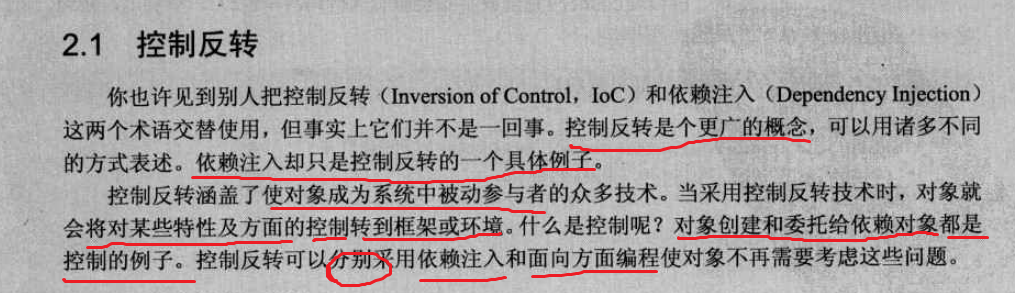 2.1 控制反转
你也许见到别人把控制反转（Inversion of Control，IoC）和依赖注入（Dependency Injection）
这两个术语交替使用，但事实上它们并不是一回事。控制反转是个更广的概念，可以用诸多不同
的方式表述。依赖注入却只是控制反转的一个具体例子。
控制反转涵盖了使对象成为系统中被动参与者的众多技术。当采用控制反转技术时，对象就
会将对某些特性及方面的控制转到框架或环境。什么是控制呢？对象创建和委托给依赖对象都是
控制的例子。控制反转可以分别采用依赖注入和面向方面编程使对象不再需要考虑这些问题。